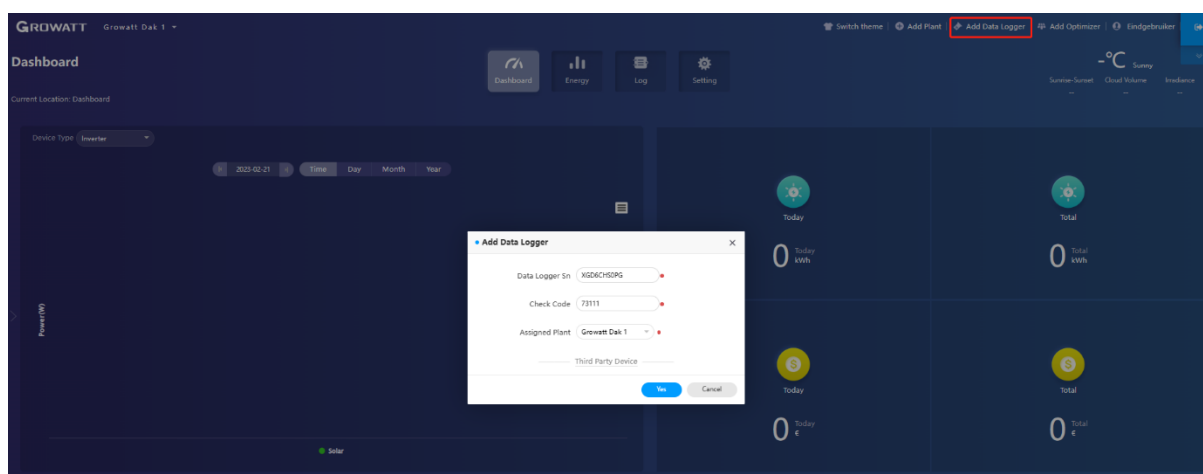 GROWATT Growatt Dak 1
Switch theme Add Plant Add Data Logger Add Optimizer Eindgebruiker
Dashboard
Dashboard Energy Log Setting
-°C Sunny
Sunrise-Sunset Cloud Volume Irradiance
-- -- --
Current Location: Dashboard
Device Type Inverter
2023-02-21 Time Day Month Year
Power(W)
Solar
Add Data Logger
Data Logger Sn XGD6CHS0PG
Check Code 73111
Assigned Plant Growatt Dak 1
Third Party Device
Yes Cancel
Today
0 Today
kWh
Total
0 Total
kWh
Today
0 Today
€
Total
0 Total
€